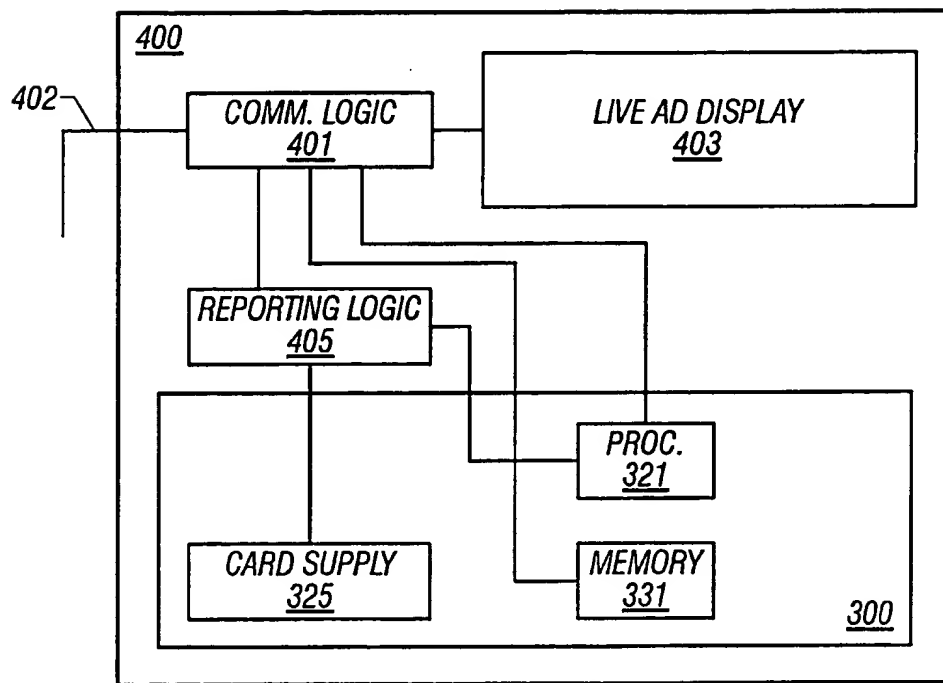 400
402
COMM. LOGIC
401
LIVE AD DISPLAY
403
REPORTING LOGIC
405
PROC.
321
CARD SUPPLY
325
MEMORY
331
300